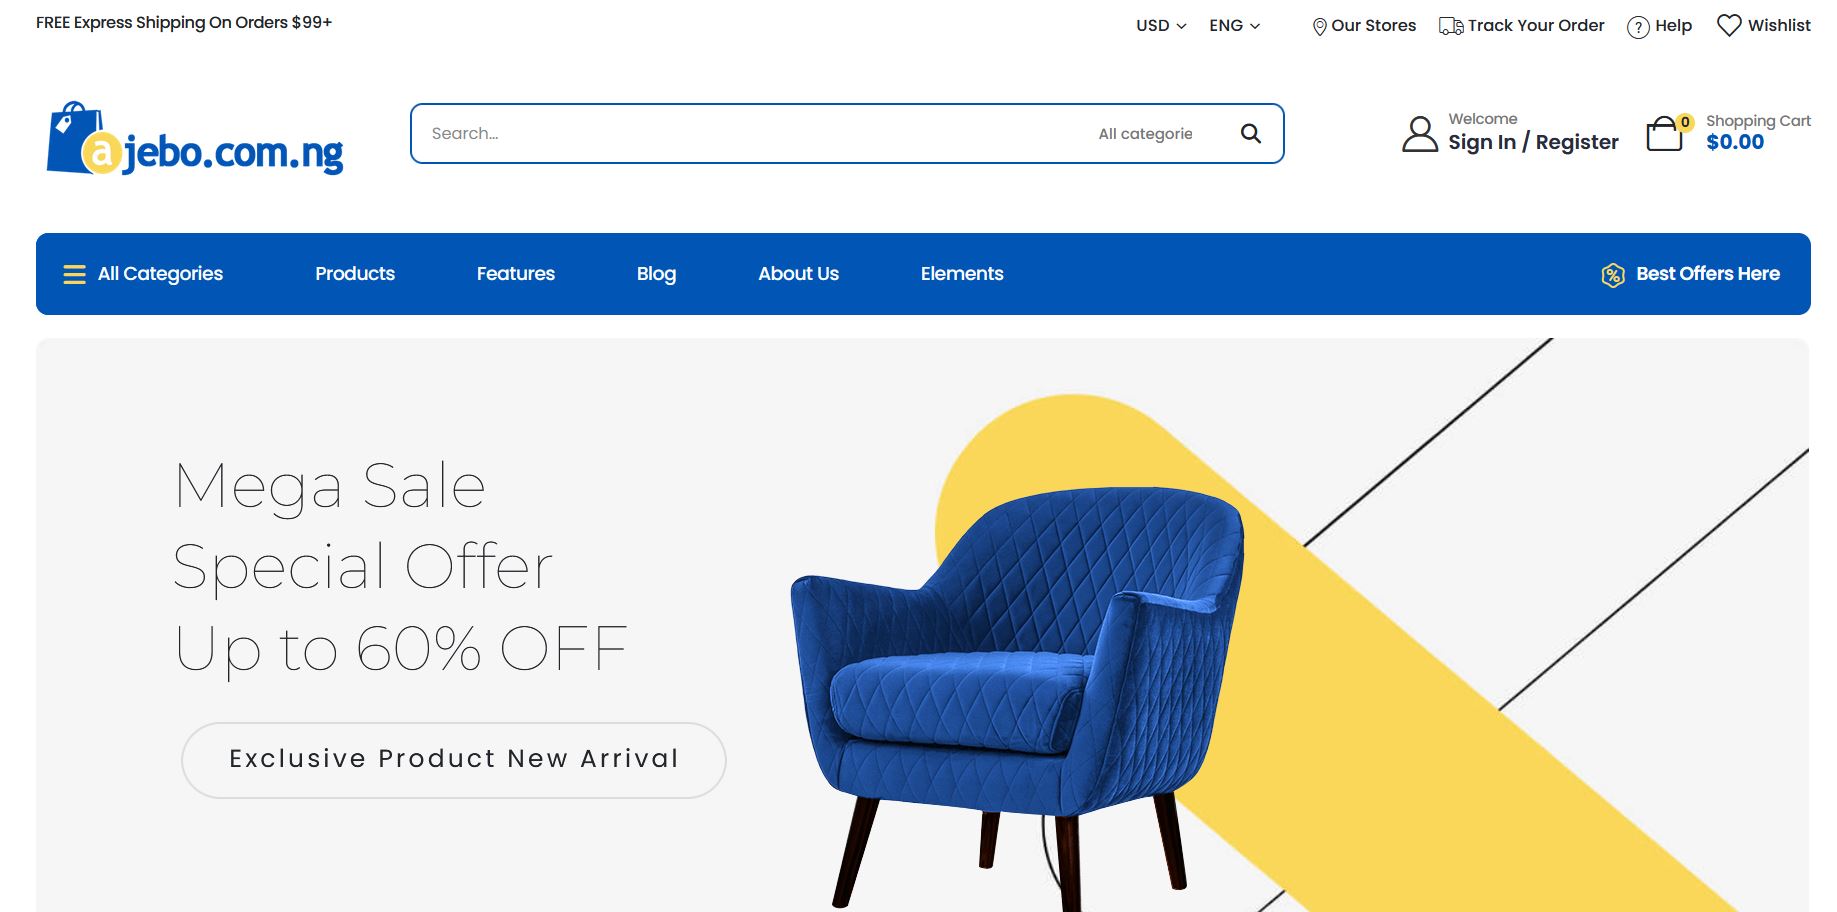 FREE Express Shipping On Orders $99+
USD
ENG
Our Stores
Track Your Order
? Help
Wishlist
ajebo.com.ng
Search...
All categorie
Welcome
Sign In / Register
0
Shopping Cart
$0.00
All Categories
Products
Features
Blog
About Us
Elements
% Best Offers Here
Mega Sale
Special Offer
Up to 60% OFF
Exclusive Product New Arrival